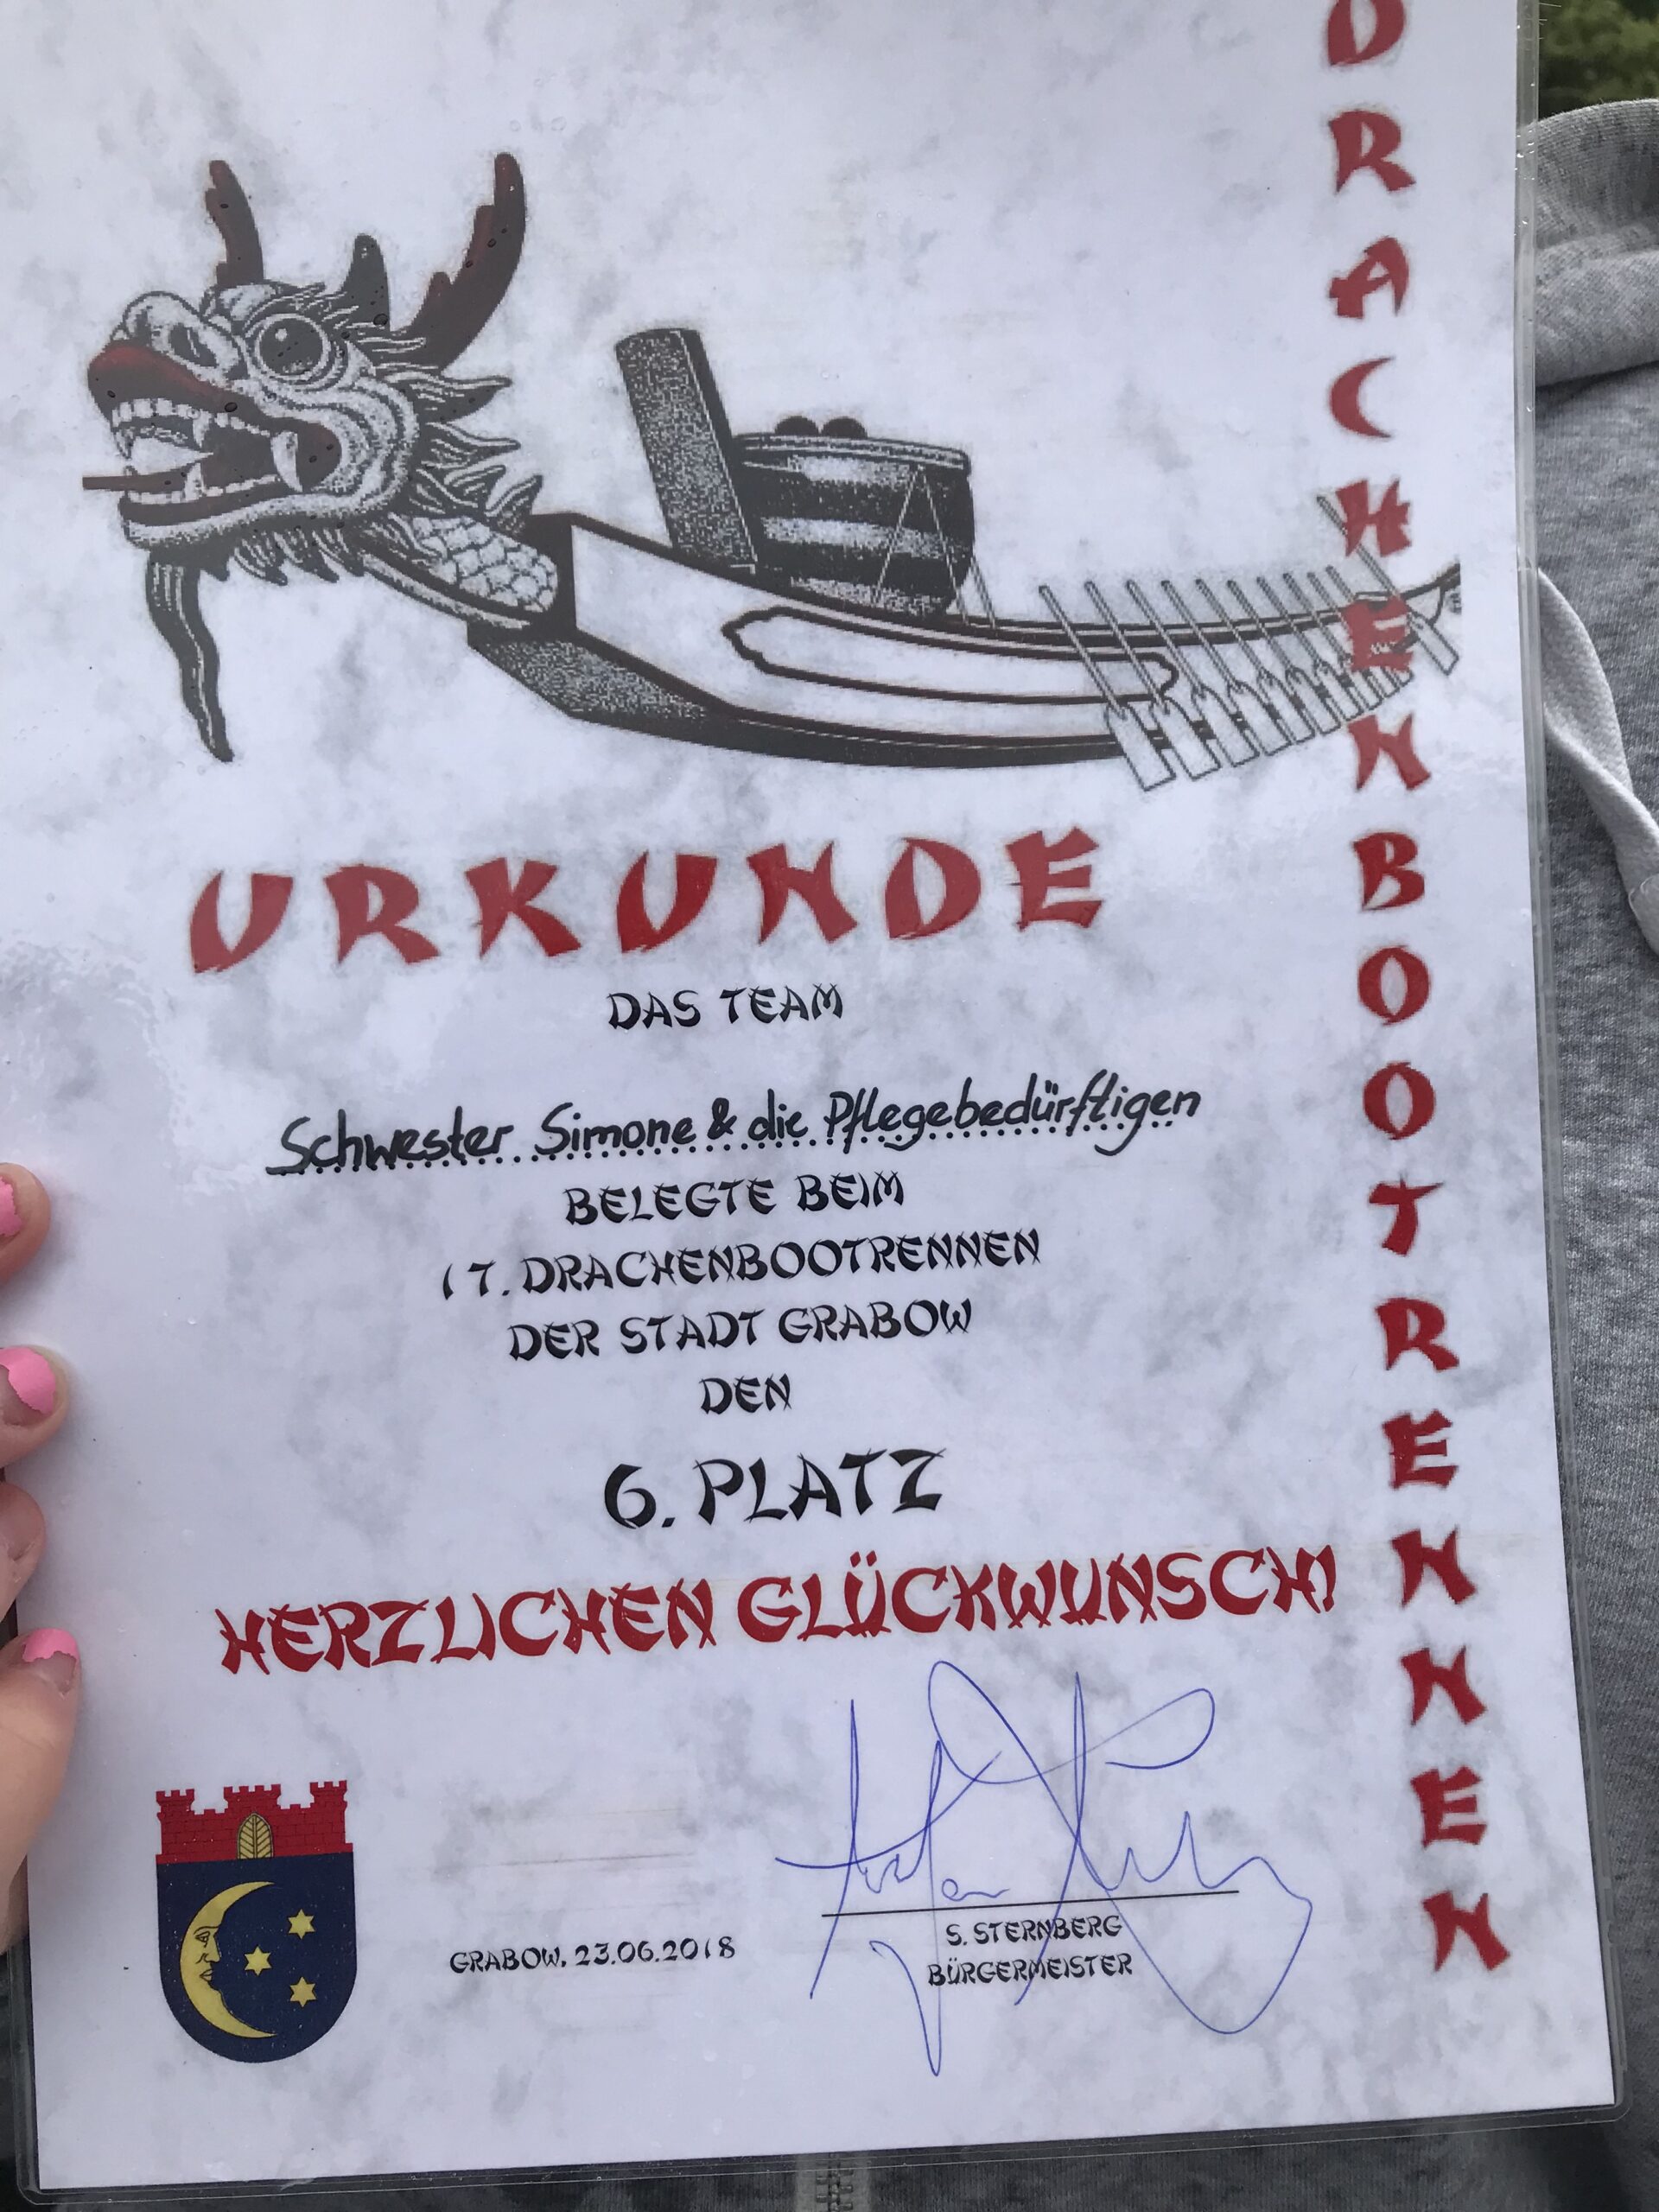 DRACHENBOOTRENNEN
URKUNDE
DAS TEAM
Schwester Simone & die Pflegebedürftigen
BELEGTE BEIM
17. DRACHENBOOTRENNEN
DER STADT GRABOW
DEN
6. PLATZ
HERZLICHEN GLÜCKWUNSCH!
GRABOW, 23.06.2018
S. STERNBERG
BÜRGERMEISTER